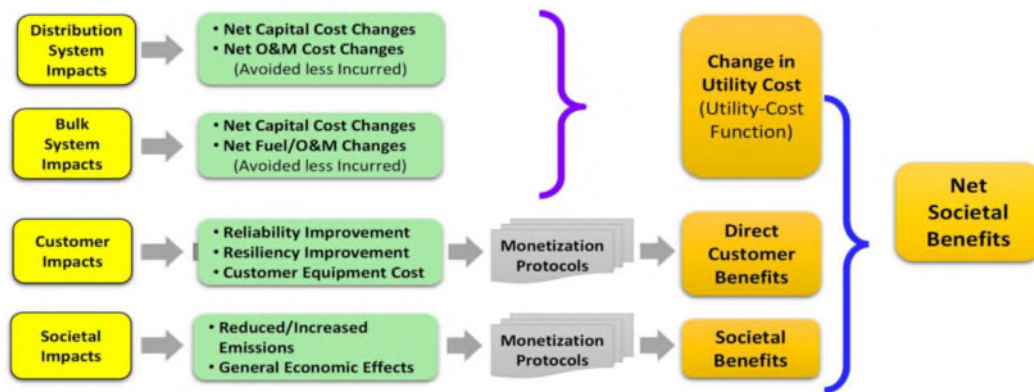 Distribution
System
Impacts
• Net Capital Cost Changes
• Net O&M Cost Changes
(Avoided less Incurred)
Change in
Utility Cost
(Utility-Cost
Function)
Bulk
System
Impacts
• Net Capital Cost Changes
• Net Fuel/O&M Changes
(Avoided less Incurred)
Net
Societal
Benefits
Customer
Impacts
• Reliability Improvement
• Resiliency Improvement
• Customer Equipment Cost
Monetization
Protocols
Direct
Customer
Benefits
Societal
Impacts
• Reduced/Increased
Emissions
• General Economic Effects
Monetization
Protocols
Societal
Benefits